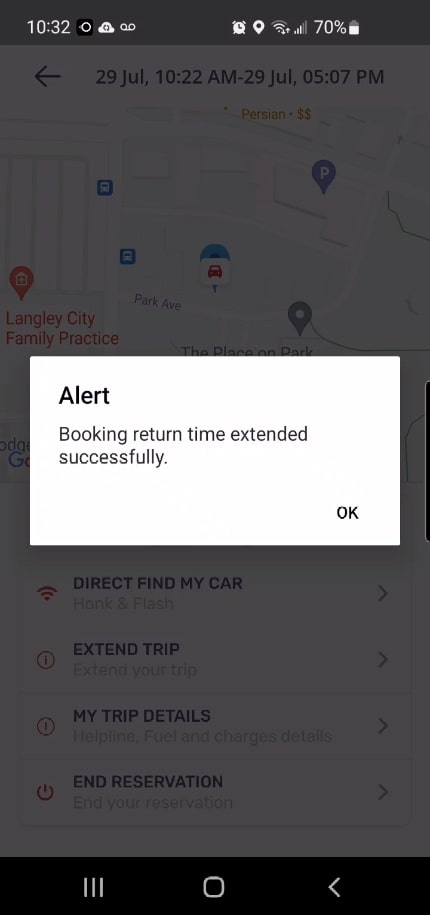 10:32
70%
29 Jul, 10:22 AM-29 Jul, 05:07 PM
Persian • $$
P
Park Ave
Langley City
Family Practice
The Place on Park
Alert
Booking return time extended
successfully.
OK
DIRECT FIND MY CAR
Honk & Flash
EXTEND TRIP
Extend your trip
MY TRIP DETAILS
Helpline, Fuel and charges details
END RESERVATION
End your reservation